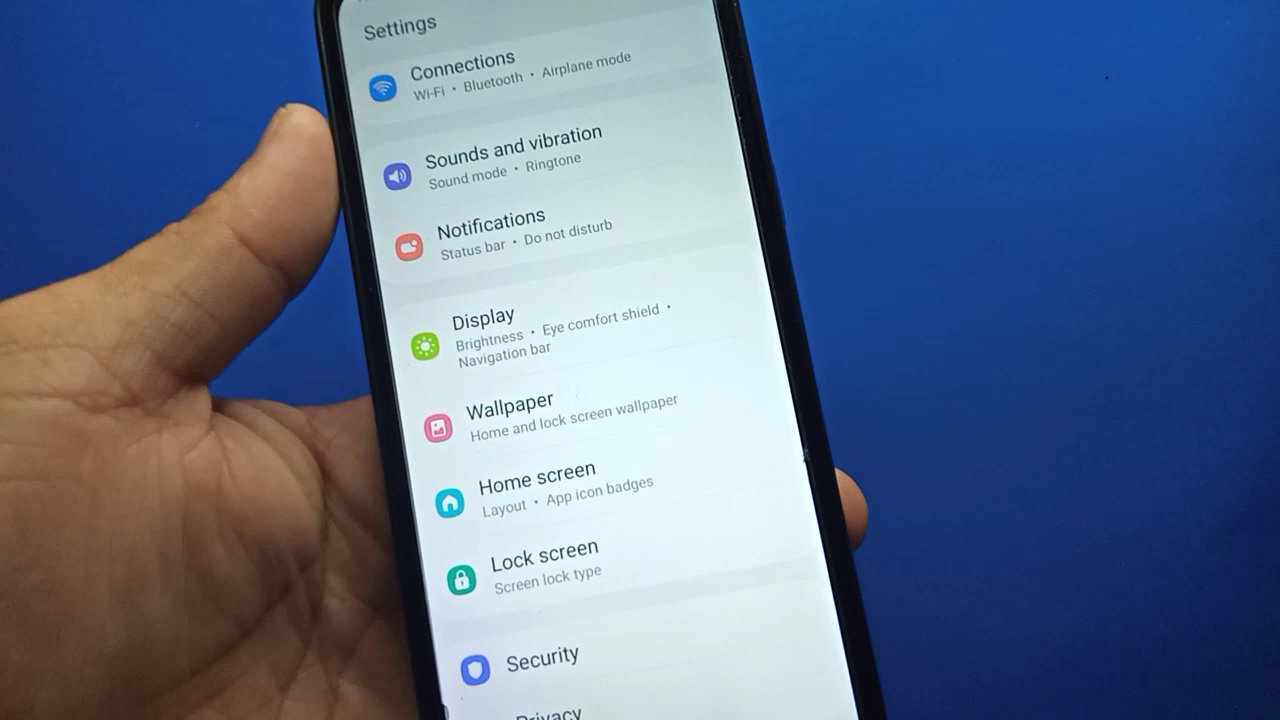 Settings
Connections
Wi-Fi • Bluetooth • Airplane mode
Sounds and vibration
Sound mode • Ringtone
Notifications
Status bar • Do not disturb
Display
Brightness • Eye comfort shield •
Navigation bar
Wallpaper
Home and lock screen wallpaper
Home screen
Layout • App icon badges
Lock screen
Screen lock type
Security
Privacy